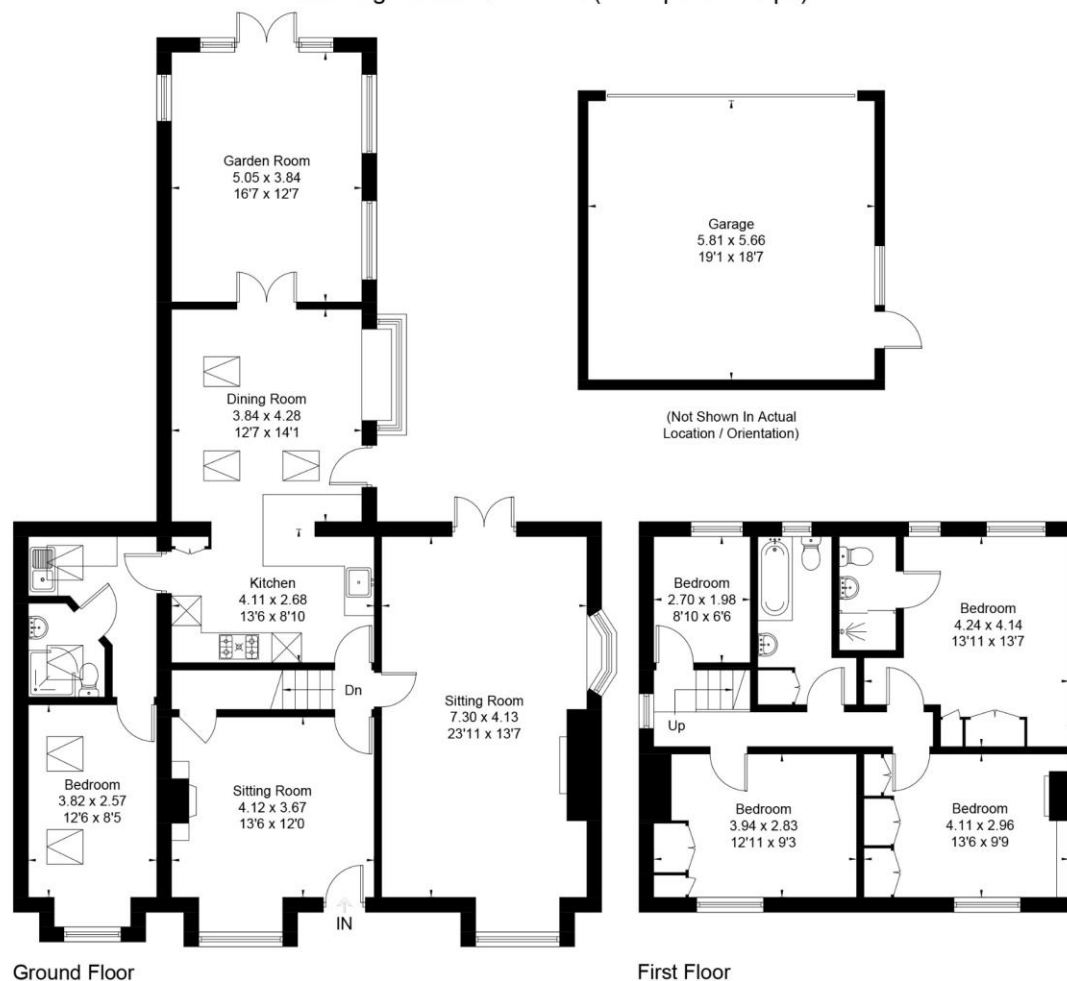 Garden Room
5.05 x 3.84
16'7 x 12'7
Garage
5.81 x 5.66
19'1 x 18'7
(Not Shown In Actual
Location / Orientation)
Dining Room
3.84 x 4.28
12'7 x 14'1
Kitchen
4.11 x 2.68
13'6 x 8'10
Dn
Sitting Room
7.30 x 4.13
23'11 x 13'7
Bedroom
3.82 x 2.57
12'6 x 8'5
Sitting Room
4.12 x 3.67
13'6 x 12'0
IN
Ground Floor
Bedroom
2.70 x 1.98
8'10 x 6'6
Bedroom
4.24 x 4.14
13'11 x 13'7
Up
Bedroom
3.94 x 2.83
12'11 x 9'3
Bedroom
4.11 x 2.96
13'6 x 9'9
First Floor